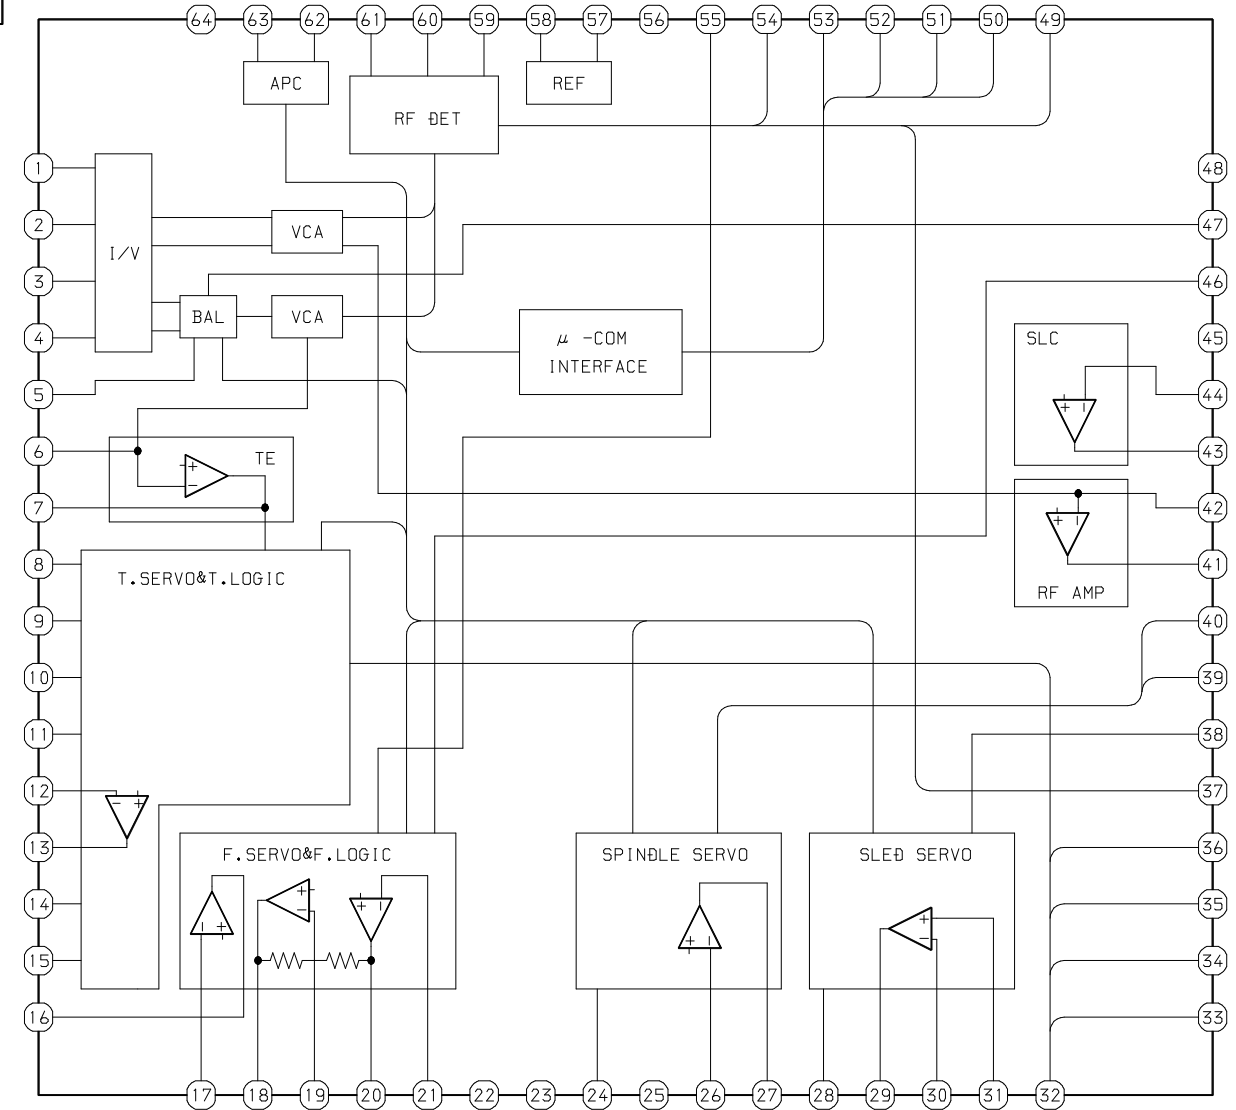 64 63 62 61 60 59 58 57 56 55 54 53 52 51 50 49
APC
REF
RF DET
1
48
2
47
VCA
I/V
3
46
BAL
VCA
4
45
μ -COM
SLC
INTERFACE
5
44
+ −
6
43
TE
+
−
7
42
+ −
8
41
T.SERVO&T.LOGIC
RF AMP
9
40
10
39
11
38
12
37
− +
13
36
F.SERVO&F.LOGIC
SPINDLE SERVO
SLED SERVO
14
35
+
−
+ −
− +
+
−
+ −
15
34
16
33
17 18 19 20 21 22 23 24 25 26 27 28 29 30 31 32